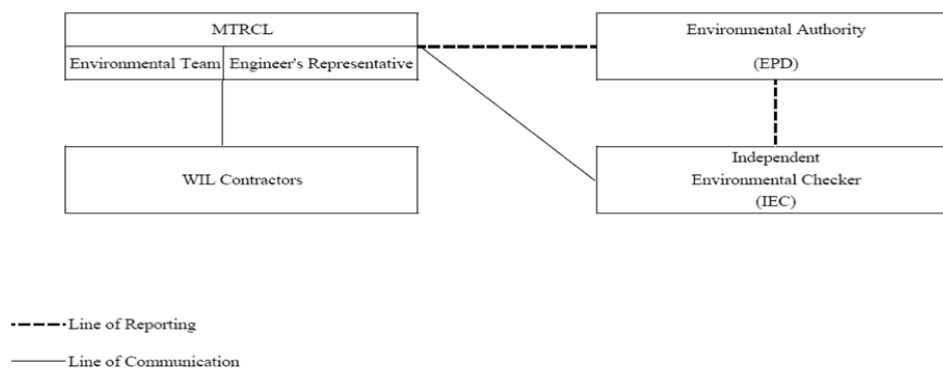 MTRCL
Environmental Team
Engineer's Representative
Environmental Authority
(EPD)
WIL Contractors
Independent
Environmental Checker
(IEC)
Line of Reporting
Line of Communication